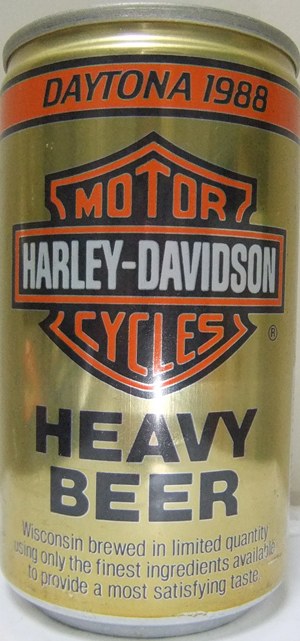 DAYTONA 1988
MOTOR
HARLEY-DAVIDSON
CYCLES
®
HEAVY
BEER
Wisconsin brewed in limited quantity
using only the finest ingredients available
to provide a most satisfying taste.